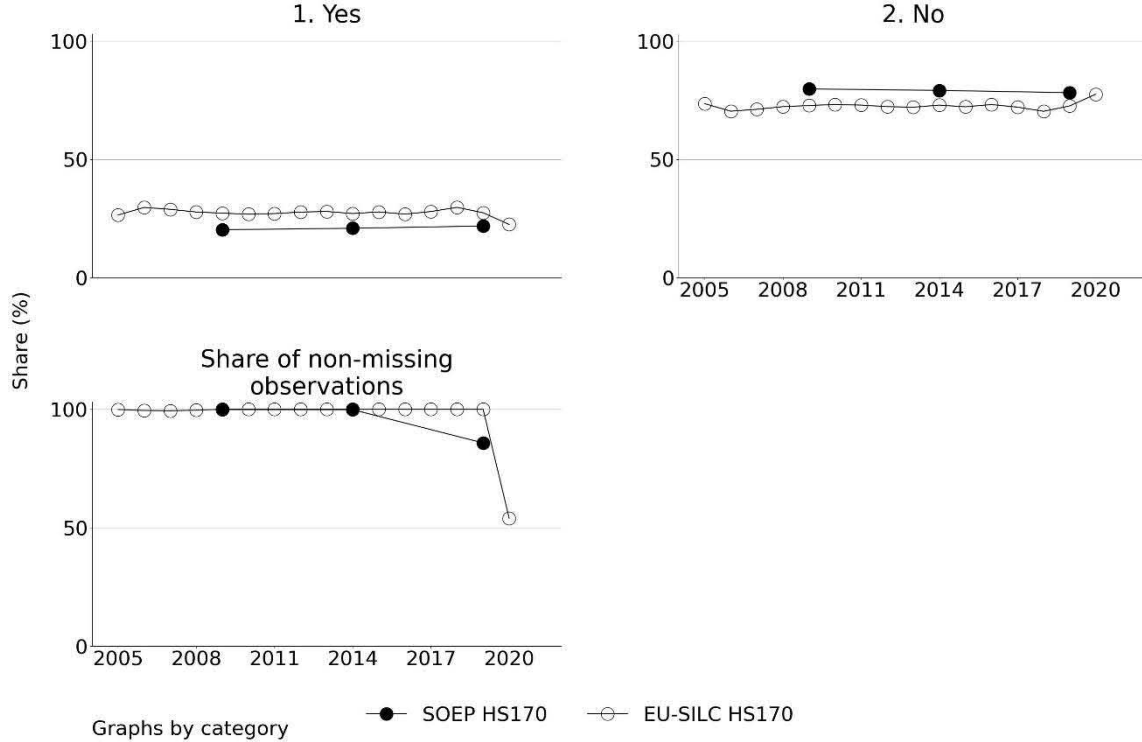 1. Yes
100
50
0
2. No
100
50
0
2005 2008 2011 2014 2017 2020
Share (%)
Share of non-missing
observations
100
50
0
2005 2008 2011 2014 2017 2020
SOEP HS170 EU-SILC HS170
Graphs by category